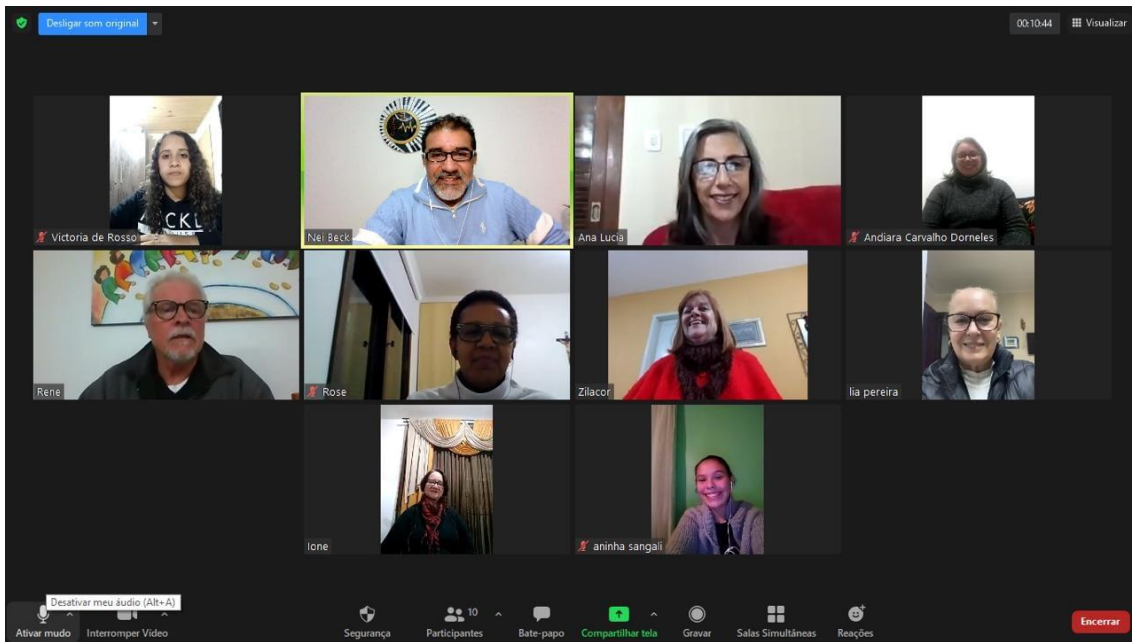 Desligar som original
00:10:44
Visualizar
CKL
Victoria de Rosso
Nei Beck
Ana Lucia
Andiara Carvalho Dorneles
Rene
Rose
Zilacor
lia pereira
Ione
aninha sangali
Desativar meu áudio (Alt+A)
Ativar mudo
Interromper Vídeo
Segurança
10
Participantes
Bate-papo
Compartilhar tela
Gravar
Salas Simultâneas
Reações
Encerrar